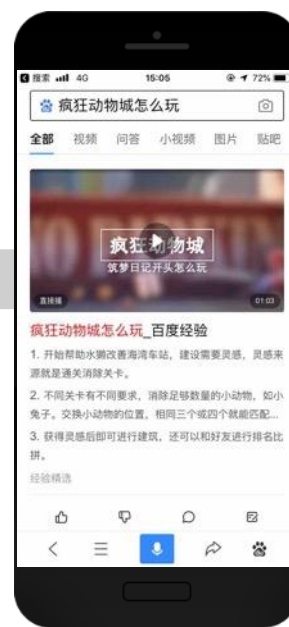 搜索 4G 15:05 72%
疯狂动物城怎么玩
全部 视频 问答 小视频 图片 贴吧
疯狂动物城
筑梦日记开头怎么玩
直接播 01:03
疯狂动物城怎么玩_百度经验
1. 开始帮助水獭改善海湾车站，建设需要灵感，灵感来
源就是通关消除关卡。
2. 不同关卡有不同要求，消除足够数量的小动物，如小
兔子。交换小动物的位置，相同三个或四个就能匹配...
3. 获得灵感后即可进行建筑，还可以和好友进行排名比
拼。
经验精选